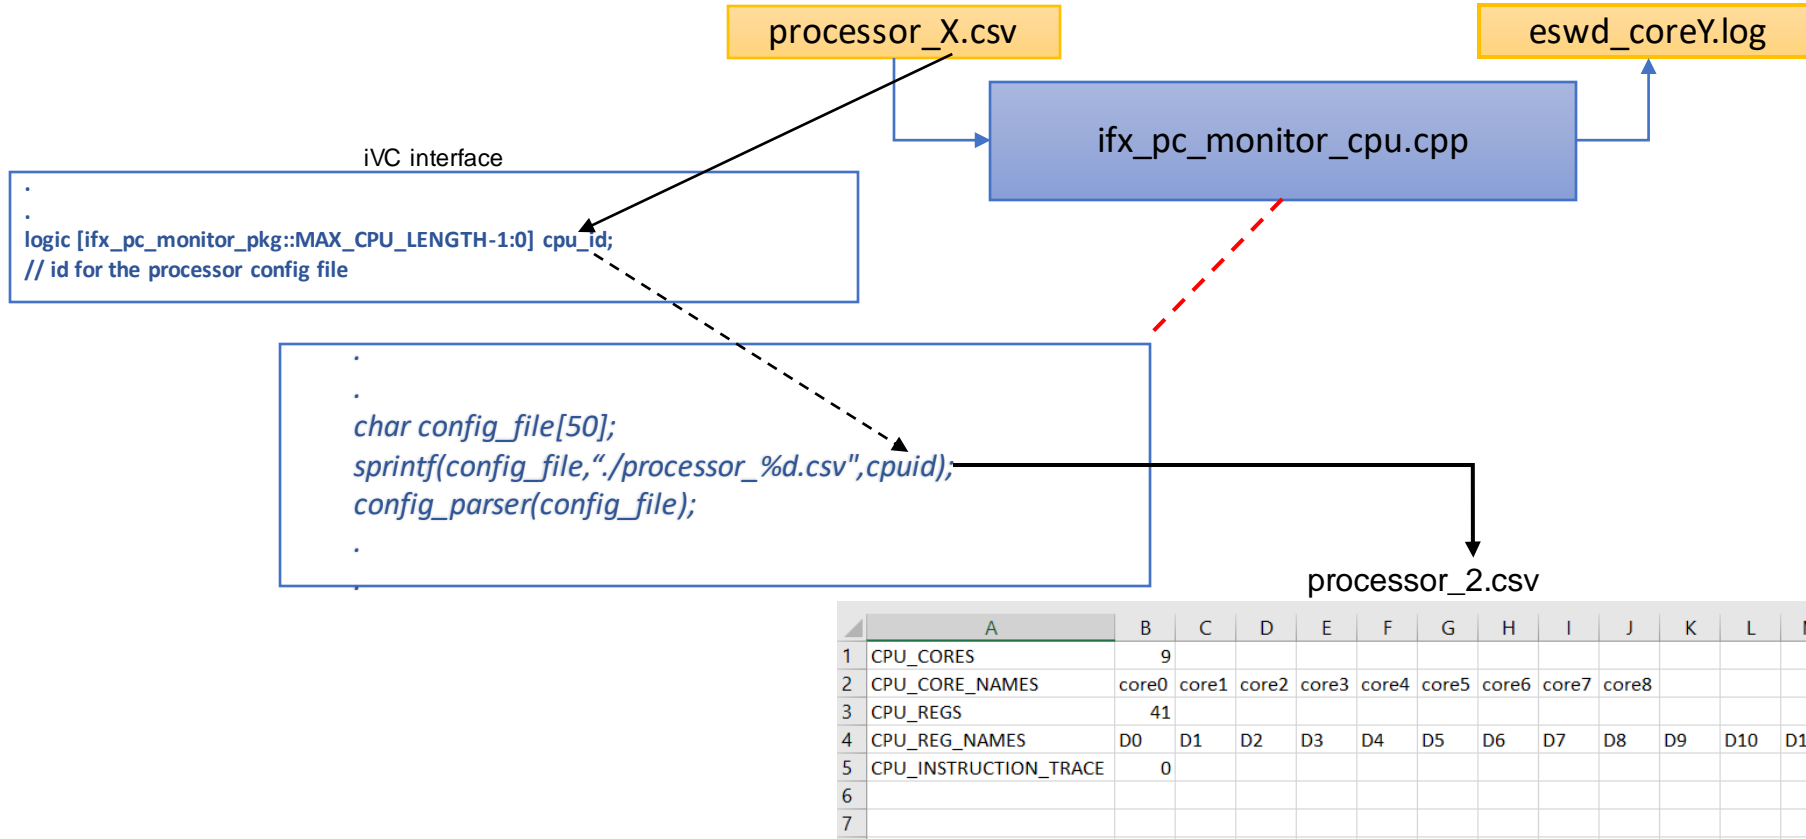 processor_X.csv
eswd_coreY.log
ifx_pc_monitor_cpu.cpp
iVC interface
.
.
logic [ifx_pc_monitor_pkg::MAX_CPU_LENGTH-1:0] cpu_id;
// id for the processor config file
.
.
char config_file[50];
sprintf(config_file,“./processor_%d.csv",cpuid);
config_parser(config_file);
.
.
processor_2.csv
A B C D E F G H I J K L
1 CPU_CORES 9
2 CPU_CORE_NAMES core0 core1 core2 core3 core4 core5 core6 core7 core8
3 CPU_REGS 41
4 CPU_REG_NAMES D0 D1 D2 D3 D4 D5 D6 D7 D8 D9 D10
5 CPU_INSTRUCTION_TRACE 0
6
7